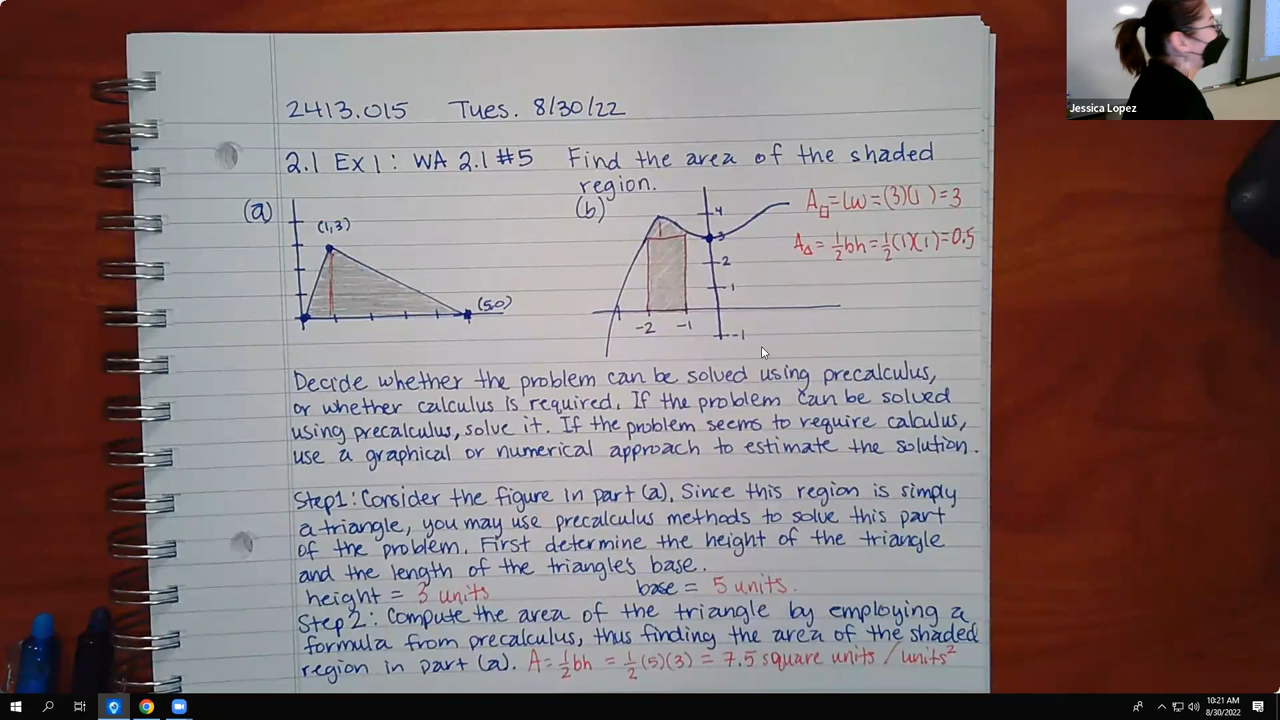 2413.015 Tues. 8/30/22
2.1 Ex 1: WA 2.1 #5 Find the area of the shaded
region.
(a)
(1,3)
(5,0)
(b)
4
3
2
1
-1
-2 -1
A□ = lw = (3)(1) = 3
A△ = 1/2 bh = 1/2 (1)(1) = 0.5
Decide whether the problem can be solved using precalculus,
or whether calculus is required. If the problem can be solved
using precalculus, solve it. If the problem seems to require calculus,
use a graphical or numerical approach to estimate the solution.
Step1: Consider the figure in part (a). Since this region is simply
a triangle, you may use precalculus methods to solve this part
of the problem. First determine the height of the triangle
and the length of the triangle's base.
height = 3 units base = 5 units.
Step 2: Compute the area of the triangle by employing a
formula from precalculus, thus finding the area of the shaded
region in part (a). A = 1/2 bh = 1/2 (5)(3) = 7.5 square units / units²
Jessica Lopez
10:21 AM
8/30/2022